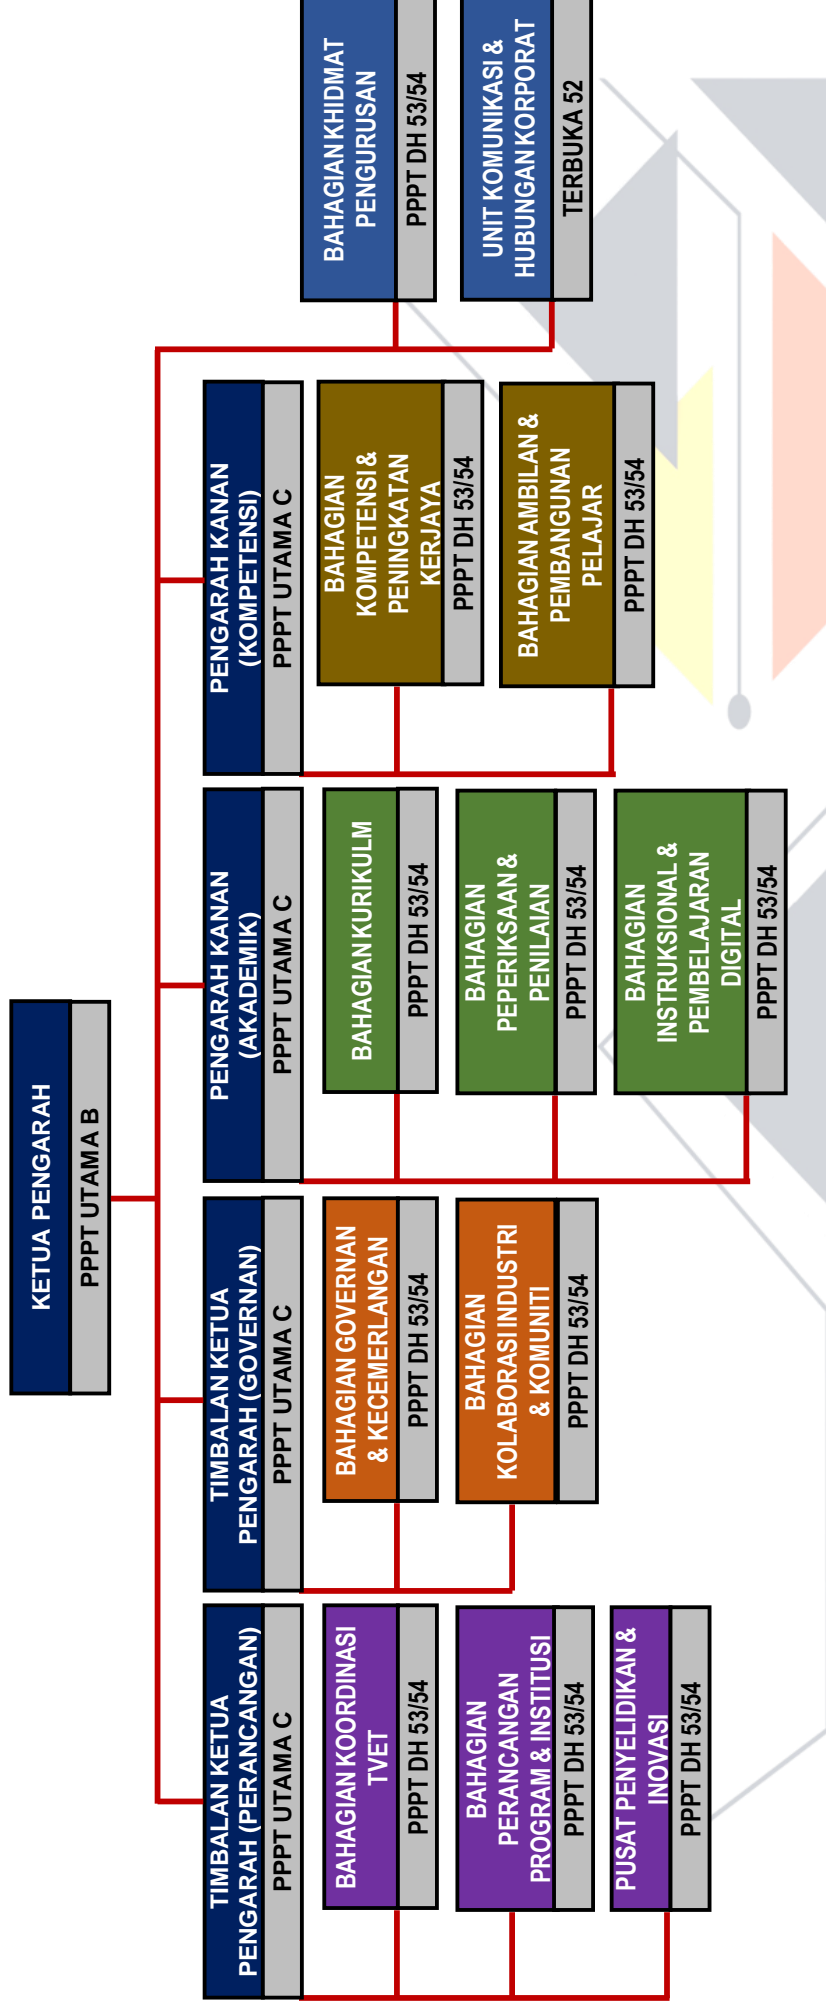 KETUA PENGARAH
PPPT UTAMA B
TIMBALAN KETUA
PENGARAH (PERANCANGAN)
PPPT UTAMA C
BAHAGIAN KOORDINASI
TVET
PPPT DH 53/54
BAHAGIAN
PERANCANGAN
PROGRAM & INSTITUSI
PPPT DH 53/54
PUSAT PENYELIDIKAN &
INOVASI
PPPT DH 53/54
TIMBALAN KETUA
PENGARAH (GOVERNAN)
PPPT UTAMA C
BAHAGIAN GOVERNAN
& KECEMERLANGAN
PPPT DH 53/54
BAHAGIAN
KOLABORASI INDUSTRI
& KOMUNITI
PPPT DH 53/54
PENGARAH KANAN
(AKADEMIK)
PPPT UTAMA C
BAHAGIAN KURIKULM
PPPT DH 53/54
BAHAGIAN
PEPERIKSAAN &
PENILAIAN
PPPT DH 53/54
BAHAGIAN
INSTRUKSIONAL &
PEMBELAJARAN
DIGITAL
PPPT DH 53/54
PENGARAH KANAN
(KOMPETENSI)
PPPT UTAMA C
BAHAGIAN
KOMPETENSI &
PENINGKATAN
KERJAYA
PPPT DH 53/54
BAHAGIAN AMBILAN &
PEMBANGUNAN
PELAJAR
PPPT DH 53/54
BAHAGIAN KHIDMAT
PENGURUSAN
PPPT DH 53/54
UNIT KOMUNIKASI &
HUBUNGAN KORPORAT
TERBUKA 52